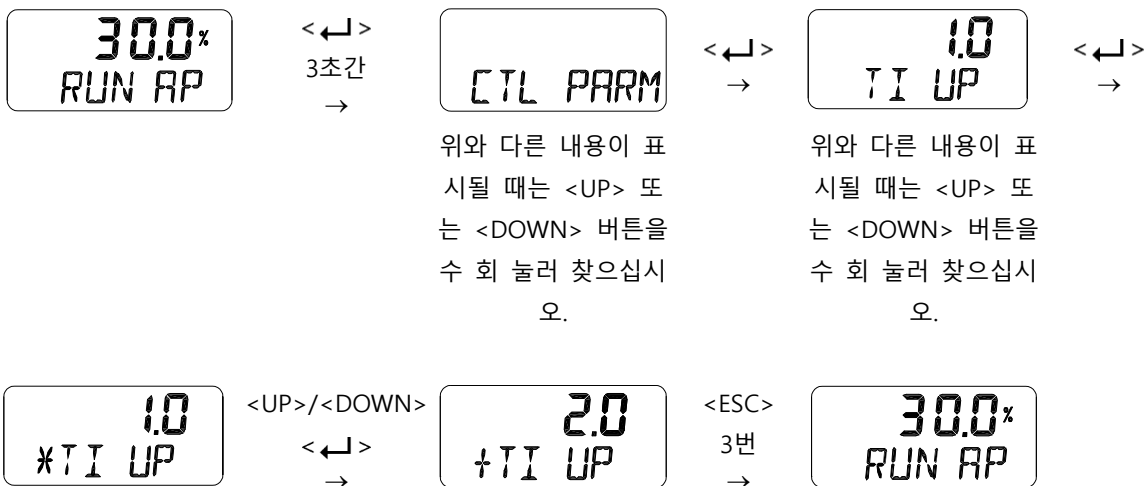 30.0%
RUN AP
<↵>
3초간
→
CTL PARM
<↵>
→
1.0
TI UP
<↵>
→
위와 다른 내용이 표
시될 때는 <UP> 또
는 <DOWN> 버튼을
수 회 눌러 찾으십시
오.
위와 다른 내용이 표
시될 때는 <UP> 또
는 <DOWN> 버튼을
수 회 눌러 찾으십시
오.
1.0
*TI UP
<UP>/<DOWN>
<↵>
→
2.0
+TI UP
<ESC>
3번
→
30.0%
RUN AP